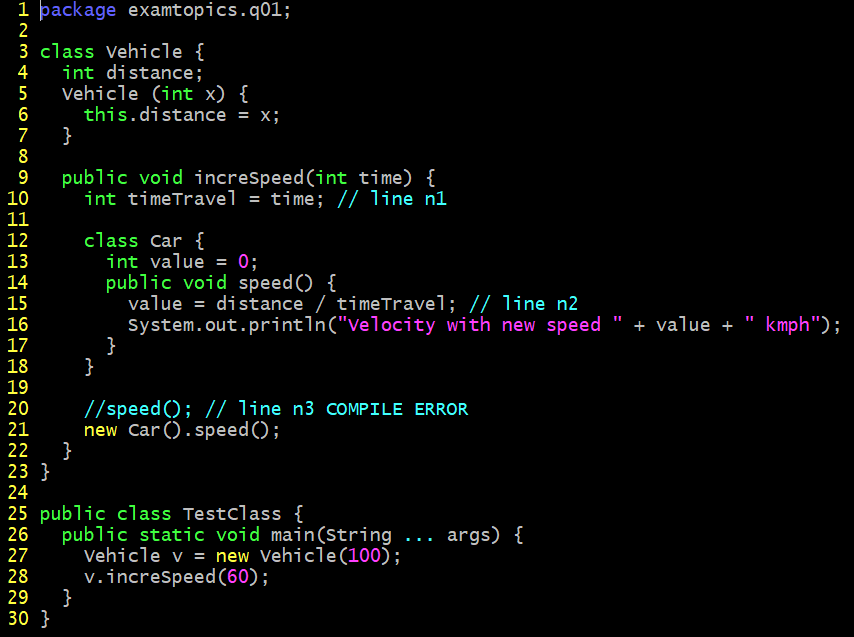 1 package examtopics.q01;
2
3 class Vehicle {
4   int distance;
5   Vehicle (int x) {
6     this.distance = x;
7   }
8
9   public void increSpeed(int time) {
10     int timeTravel = time; // line n1
11
12     class Car {
13       int value = 0;
14       public void speed() {
15         value = distance / timeTravel; // line n2
16         System.out.println("Velocity with new speed " + value + " kmph");
17       }
18     }
19
20     //speed(); // line n3 COMPILE ERROR
21     new Car().speed();
22   }
23 }
24
25 public class TestClass {
26   public static void main(String ... args) {
27     Vehicle v = new Vehicle(100);
28     v.increSpeed(60);
29   }
30 }